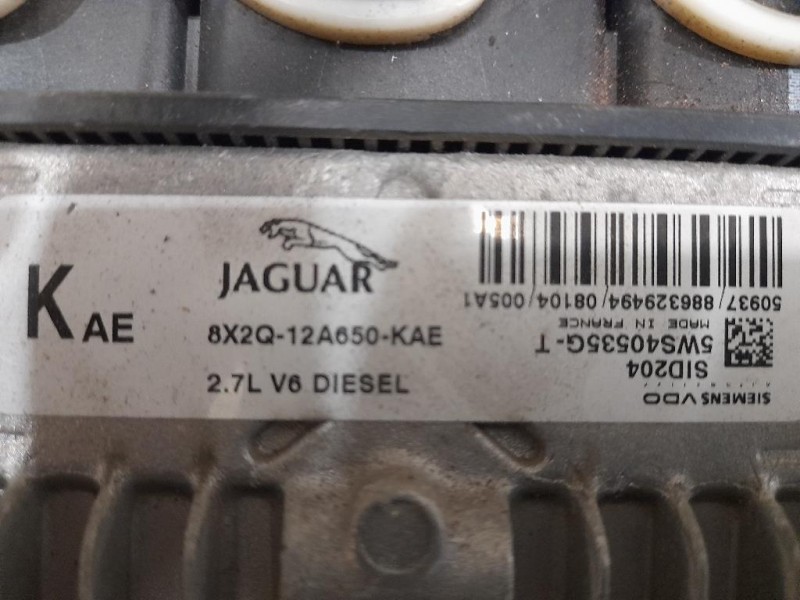 K AE
JAGUAR
8X2Q-12A650-KAE
2.7L V6 DIESEL
SIEMENS VDO
SID204
5WS40535G-T
MADE IN FRANCE
50937/886329494/08104/005A1